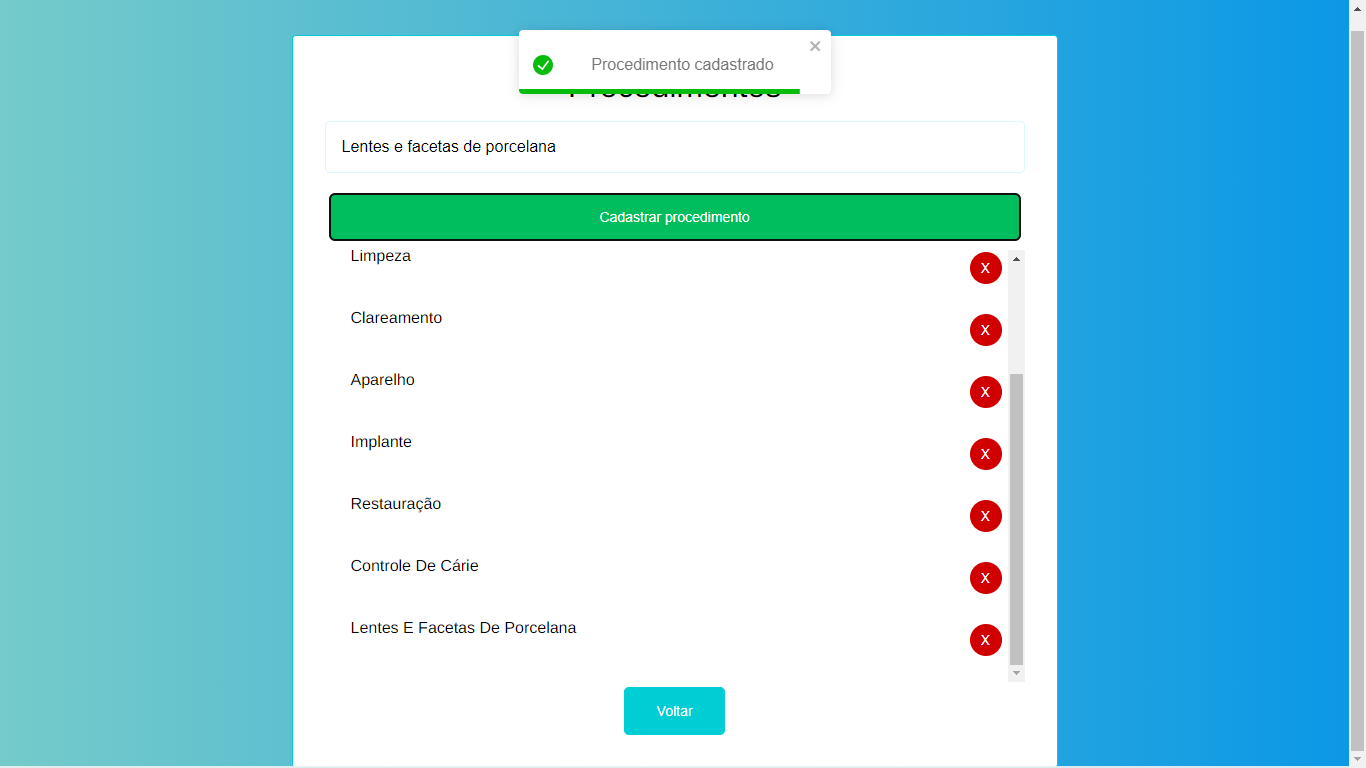 Procedimento cadastrado
Procedimentos
Lentes e facetas de porcelana
Cadastrar procedimento
Limpeza
X
Clareamento
X
Aparelho
X
Implante
X
Restauração
X
Controle De Cárie
X
Lentes E Facetas De Porcelana
X
Voltar